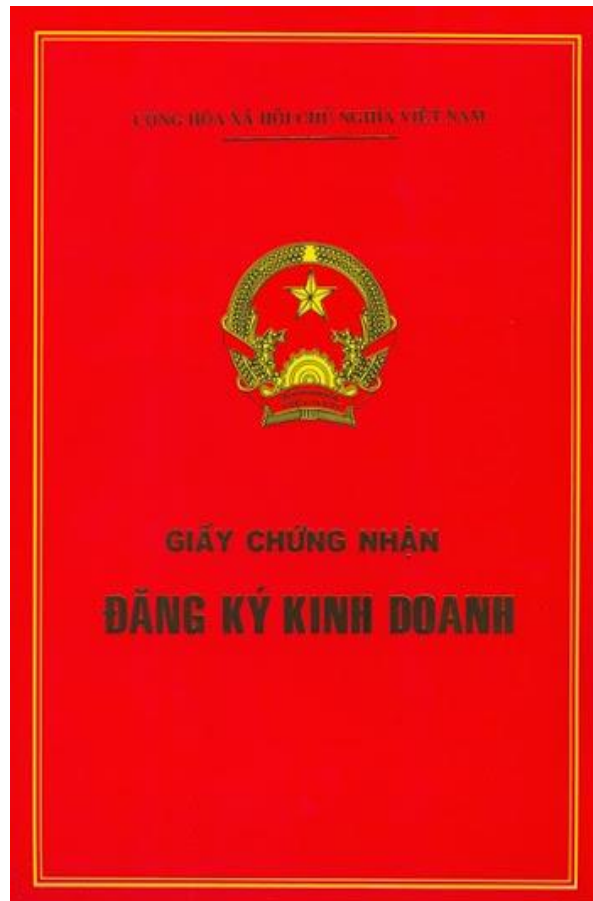 CỘNG HÒA XÃ HỘI CHỦ NGHĨA VIỆT NAM
GIẤY CHỨNG NHẬN
ĐĂNG KÝ KINH DOANH